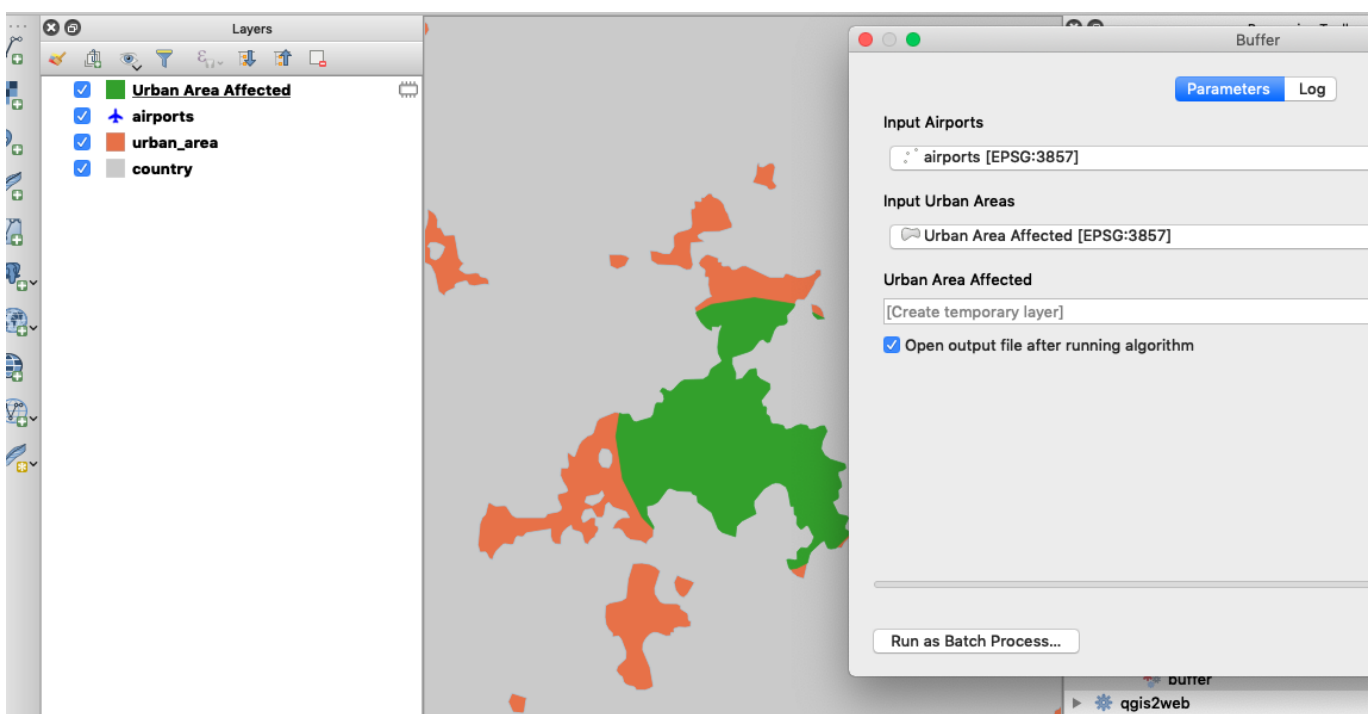 Layers
Urban Area Affected
airports
urban_area
country
Buffer
Parameters
Log
Input Airports
airports [EPSG:3857]
Input Urban Areas
Urban Area Affected [EPSG:3857]
Urban Area Affected
[Create temporary layer]
Open output file after running algorithm
Run as Batch Process...
buffer
qgis2web